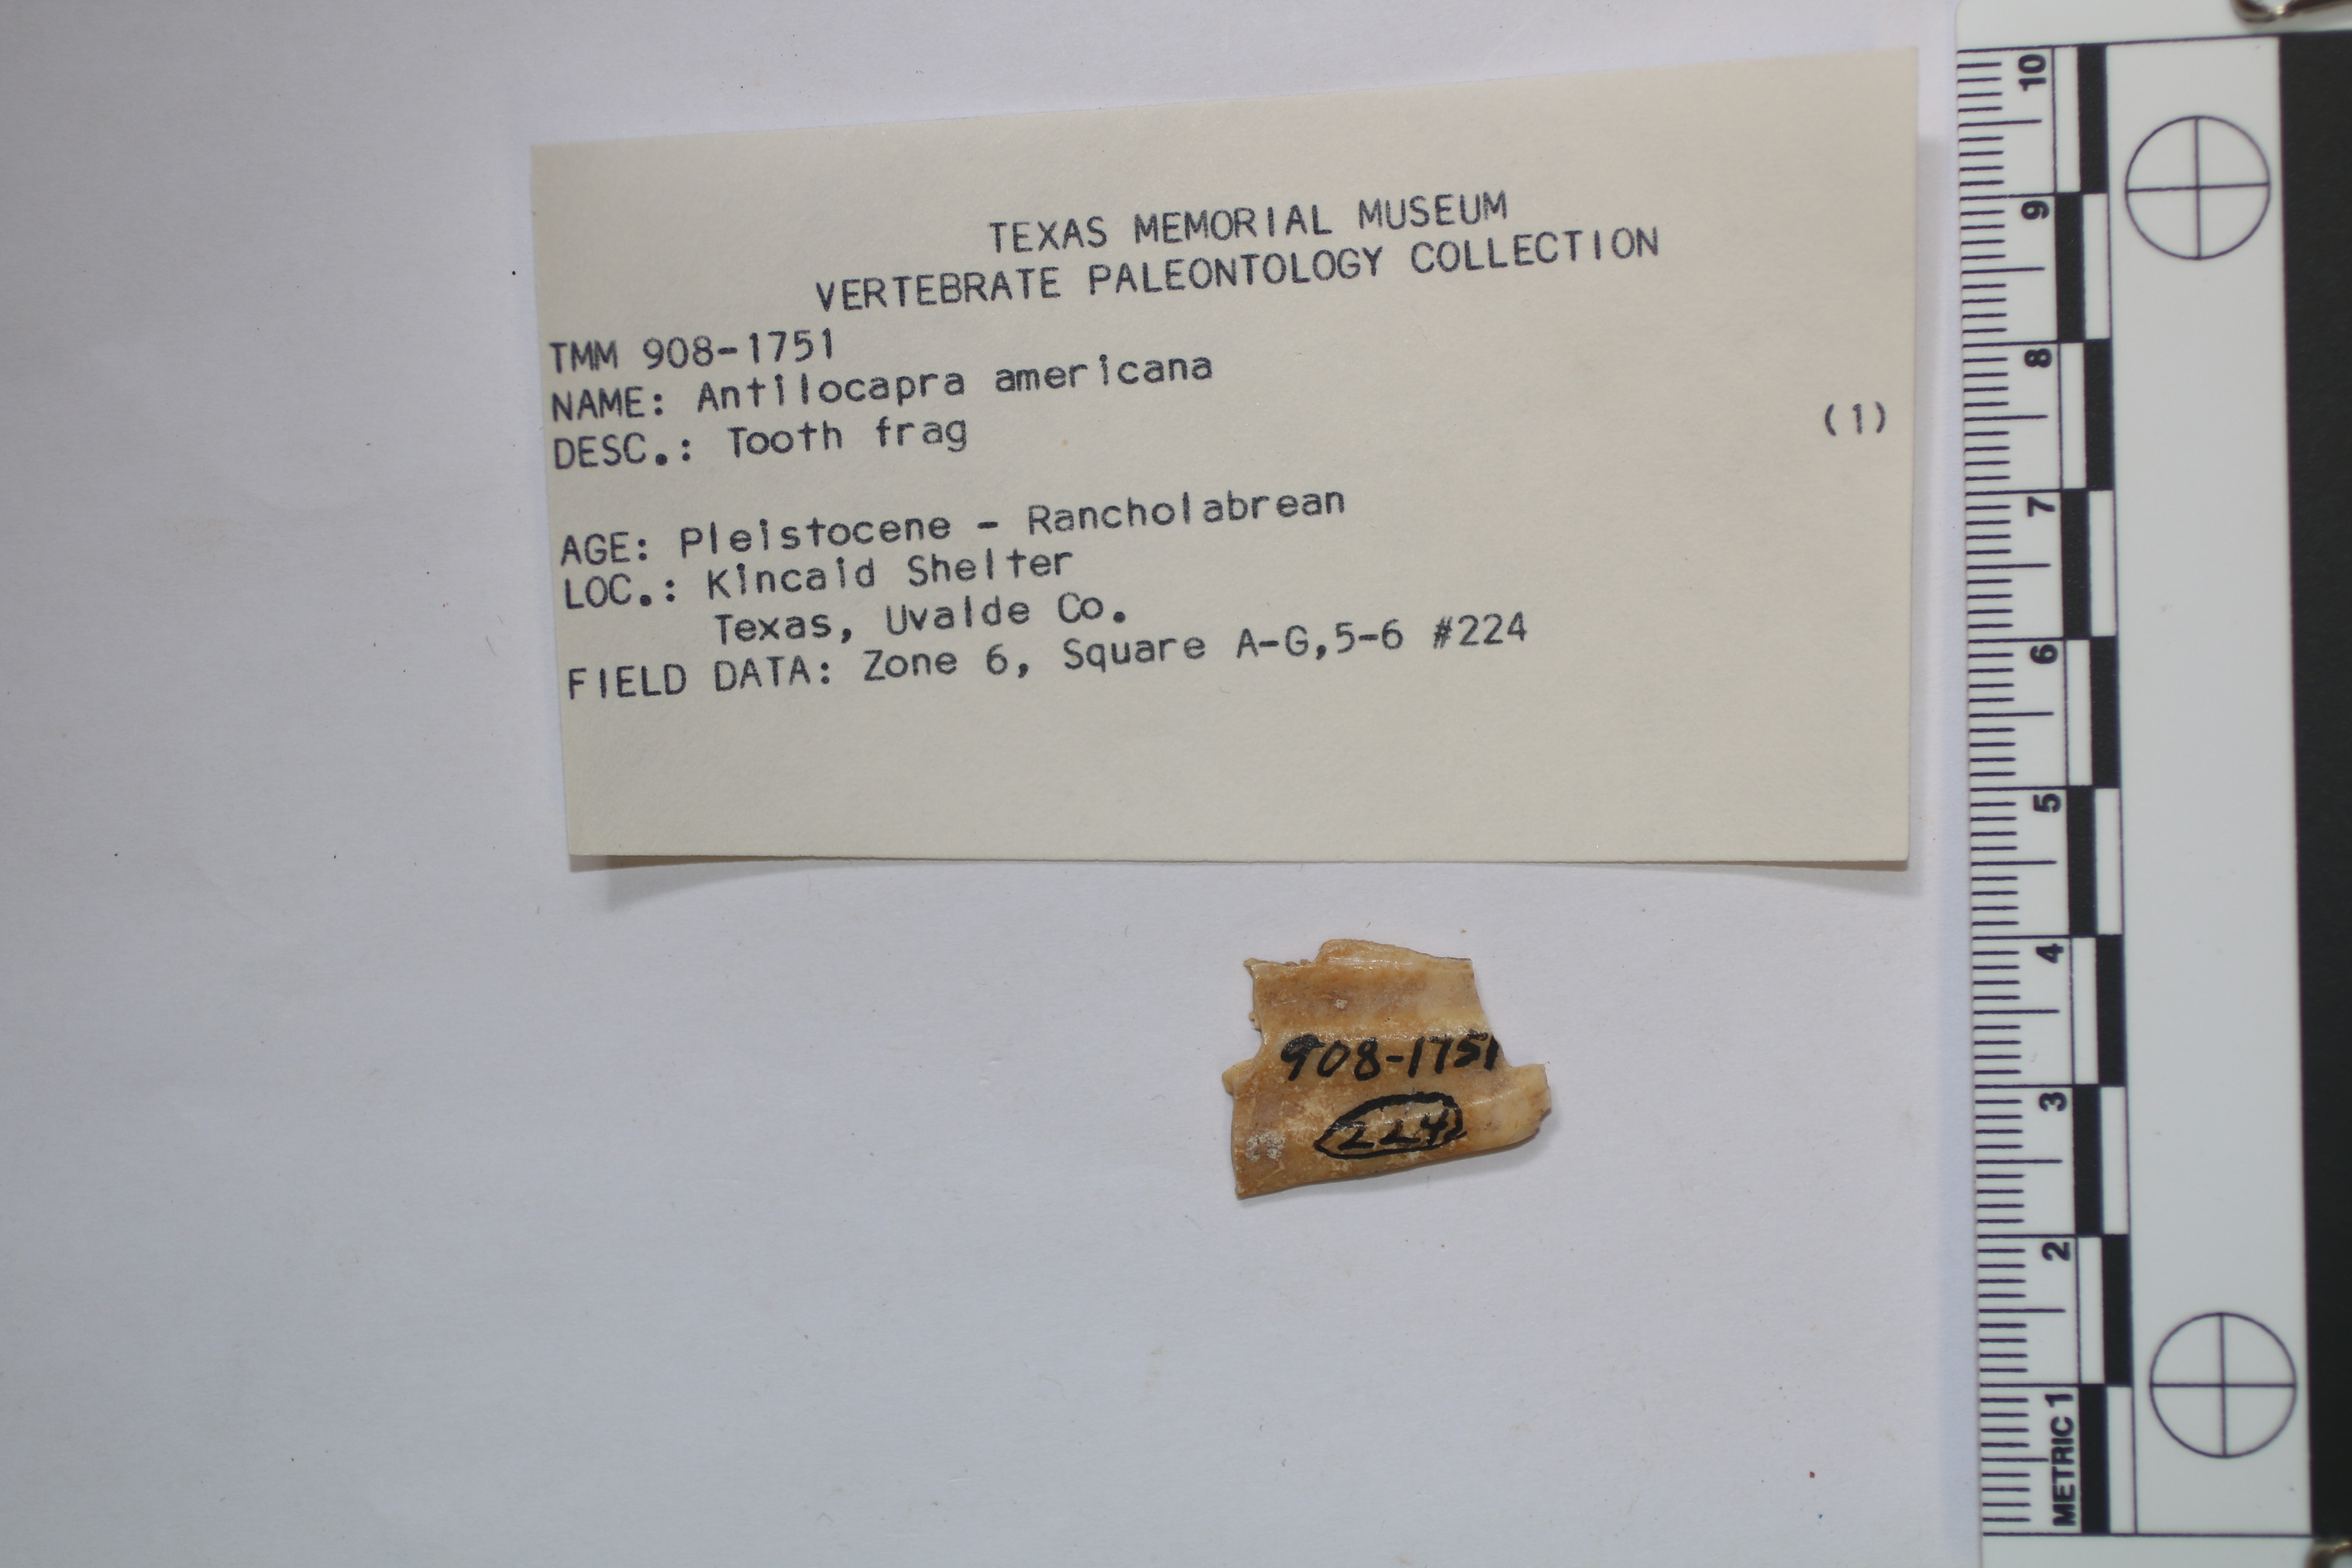 TEXAS MEMORIAL MUSEUM
VERTEBRATE PALEONTOLOGY COLLECTION
TMM 908-1751
NAME: Antilocapra americana
DESC.: Tooth frag (1)
AGE: Pleistocene - Rancholabrean
LOC.: Kincaid Shelter
Texas, Uvalde Co.
FIELD DATA: Zone 6, Square A-G,5-6 #224
908-1751
224
10
9
8
7
6
5
4
3
2
METRIC 1